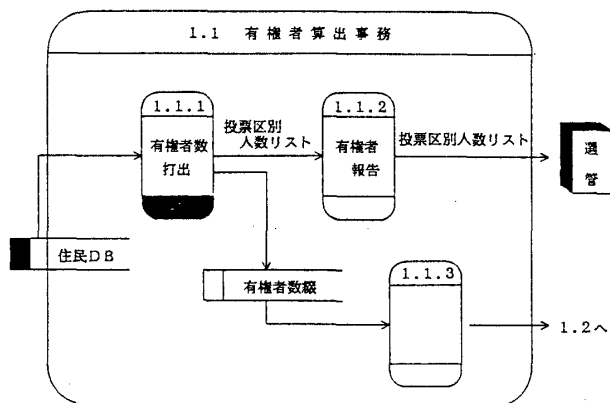 1.1 有権者算出事務
1.1.1
有権者数
打出
投票区別
人数リスト
1.1.2
有権者
報告
投票区別人数リスト
選
管
住民DB
有権者数綴
1.1.3
1.2へ